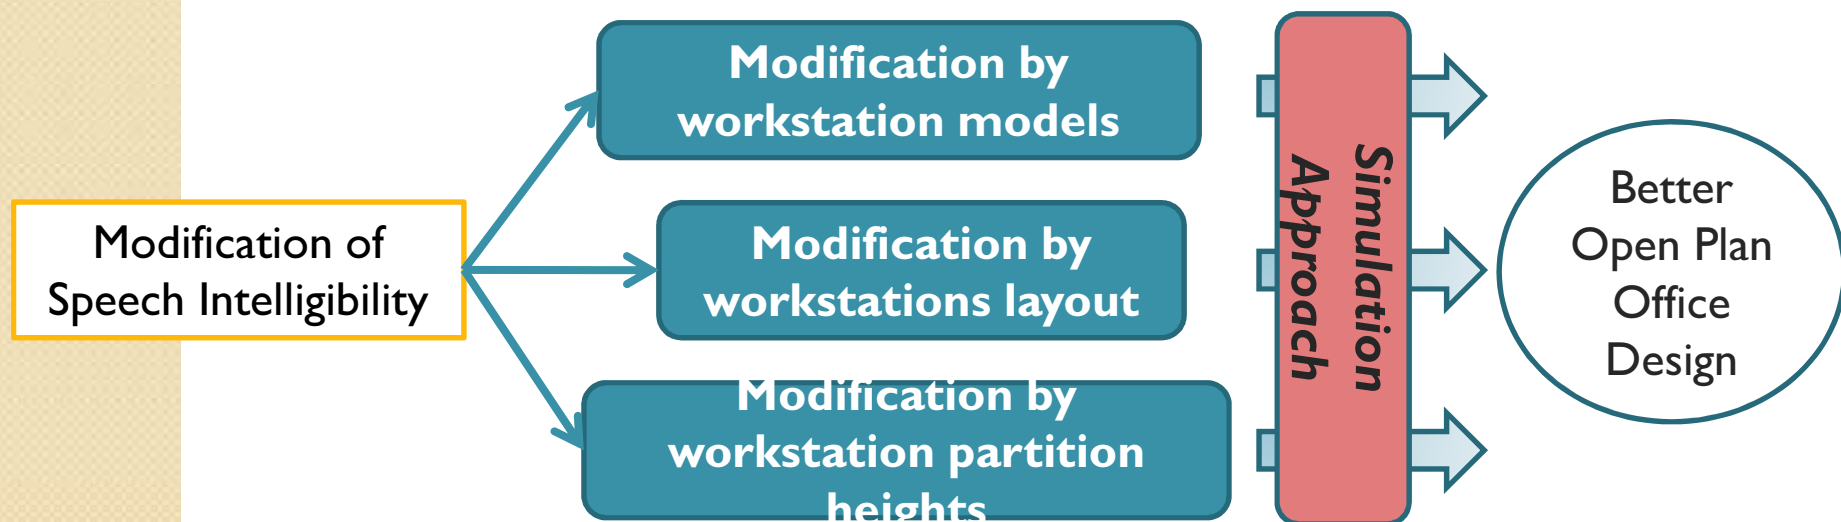 Modification of
Speech Intelligibility
Modification by
workstation models
Modification by
workstations layout
Modification by
workstation partition
heights
Simulation
Approach
Better
Open Plan
Office
Design